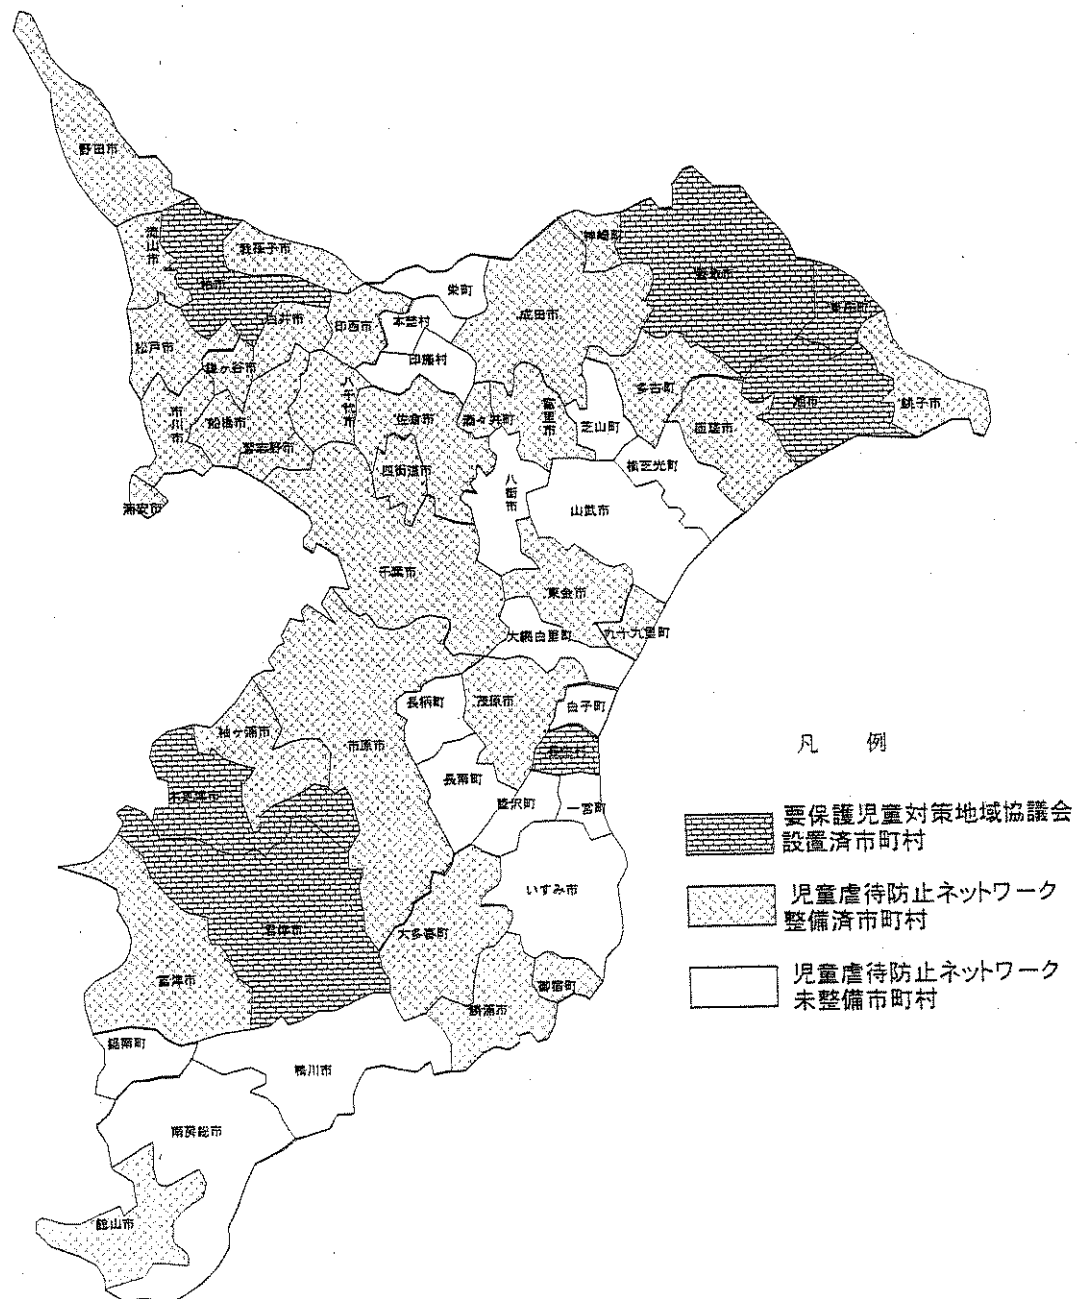 野田市
流山市
我孫子市
柏市
神崎町
香取市
東庄町
栄町
成田市
白井市
印西市
本埜村
印旛村
松戸市
鎌ヶ谷市
八千代市
多古町
旭市
銚子市
市川市
船橋市
習志野市
佐倉市
酒々井町
富里市
芝山町
匝瑳市
四街道市
八街市
横芝光町
浦安市
山武市
千葉市
東金市
大網白里町
九十九里町
長柄町
茂原市
白子町
袖ヶ浦市
市原市
長生村
木更津市
長南町
睦沢町
一宮町
いすみ市
君津市
大多喜町
富津市
御宿町
勝浦市
鋸南町
鴨川市
南房総市
館山市
凡 例
要保護児童対策地域協議会
設置済市町村
児童虐待防止ネットワーク
整備済市町村
児童虐待防止ネットワーク
未整備市町村